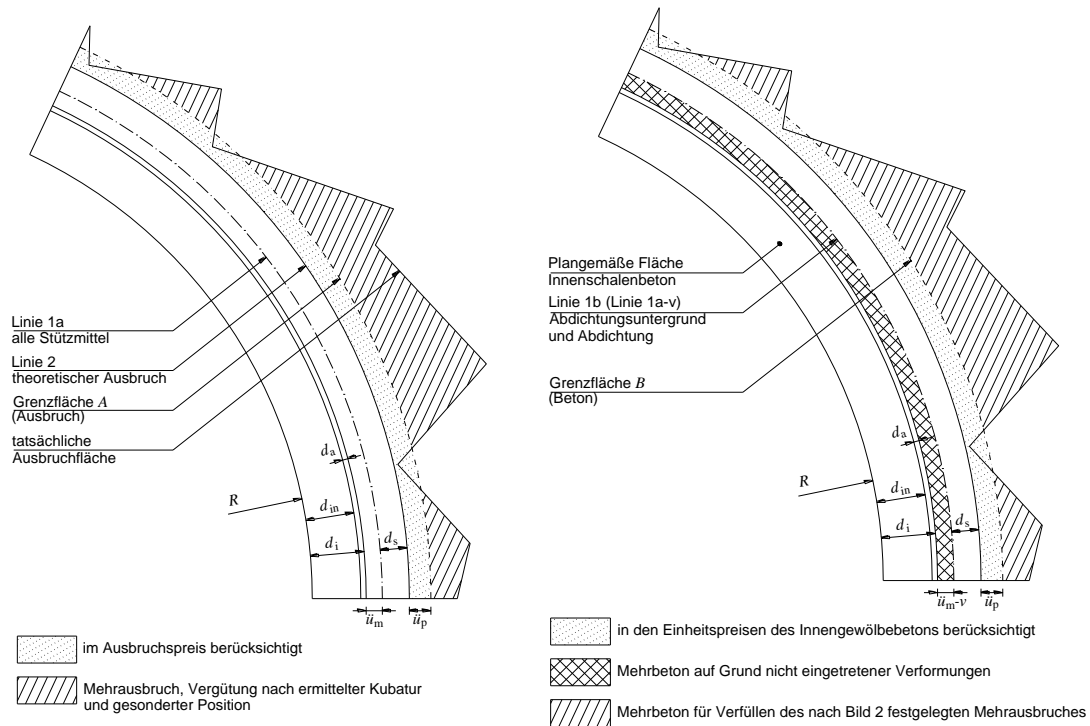 Linie 1a
alle Stützmittel
Linie 2
theoretischer Ausbruch
Grenzfläche A
(Ausbruch)
tatsächliche
Ausbruchfläche
R
d_a
d_in
d_i
d_s
ü_m
ü_p
im Ausbruchspreis berücksichtigt
Mehrausbruch, Vergütung nach ermittelter Kubatur
und gesonderter Position
Plangemäße Fläche
Innenschalenbeton
Linie 1b (Linie 1a-v)
Abdichtungsuntergrund
und Abdichtung
Grenzfläche B
(Beton)
R
d_a
d_in
d_i
d_s
ü_m-v
ü_p
in den Einheitspreisen des Innengewölbebetons berücksichtigt
Mehrbeton auf Grund nicht eingetretener Verformungen
Mehrbeton für Verfüllen des nach Bild 2 festgelegten Mehrausbruches